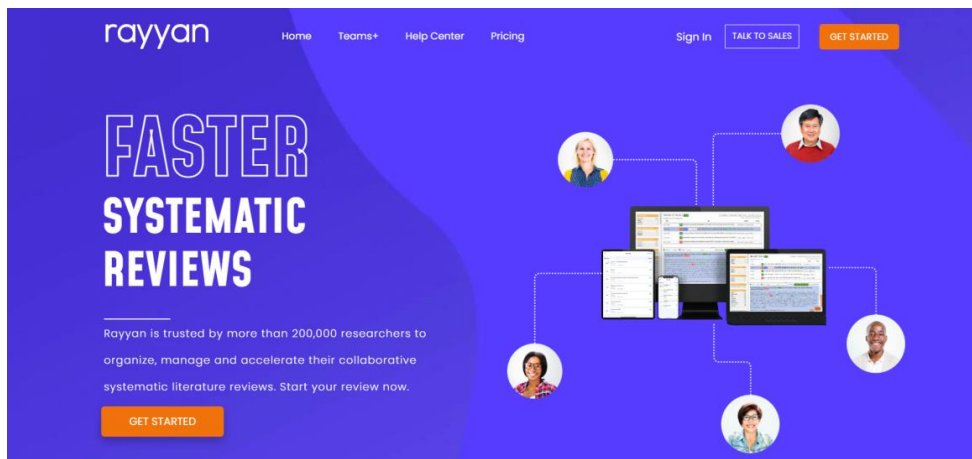 rayyan
Home Teams+ Help Center Pricing
Sign In TALK TO SALES GET STARTED
FASTER
SYSTEMATIC
REVIEWS
Rayyan is trusted by more than 200,000 researchers to
organize, manage and accelerate their collaborative
systematic literature reviews. Start your review now.
GET STARTED